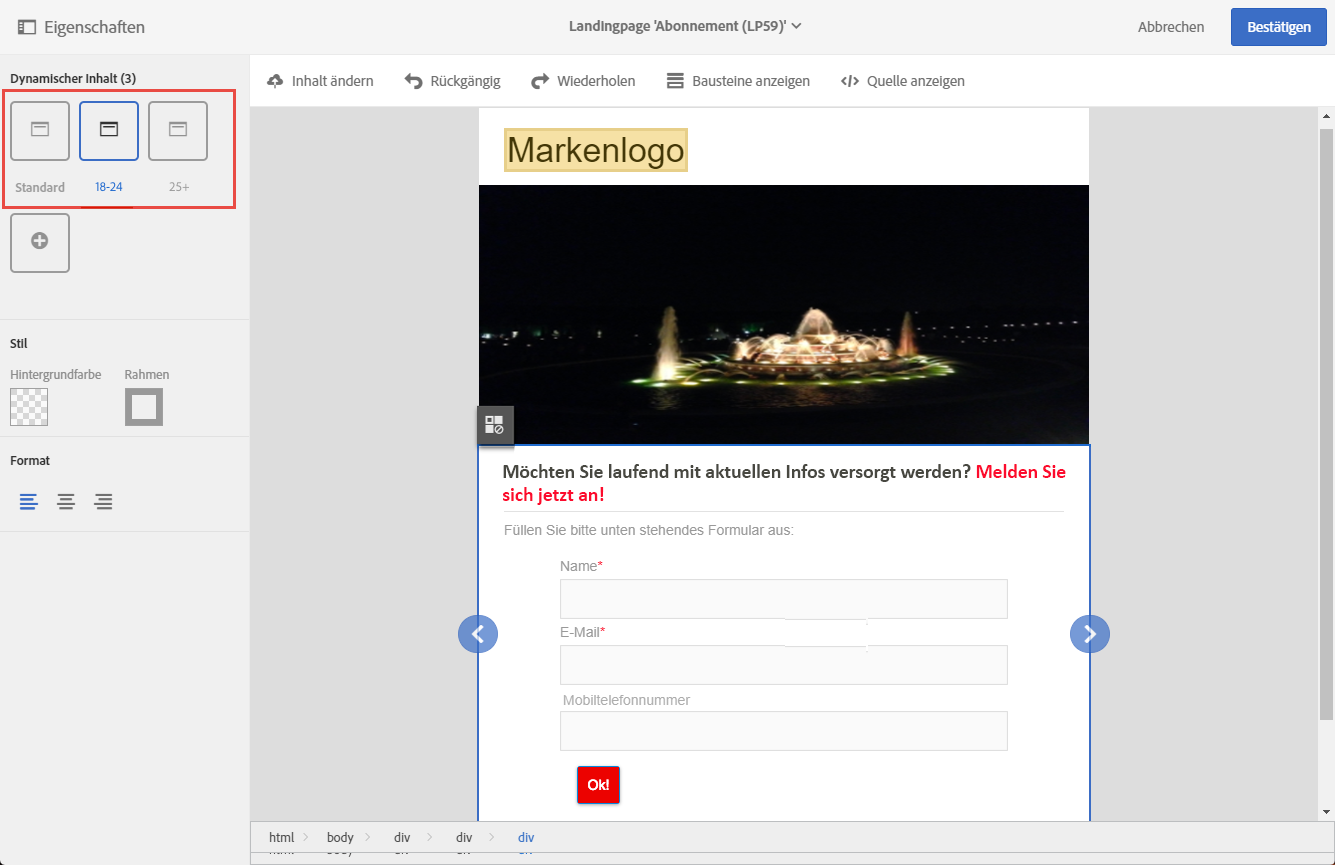 Eigenschaften
Landingpage 'Abonnement (LP59)'
Abbrechen
Bestätigen
Dynamischer Inhalt (3)
Standard
18-24
25+
Stil
Hintergrundfarbe
Rahmen
Format
Inhalt ändern
Rückgängig
Wiederholen
Bausteine anzeigen
Quelle anzeigen
Markenlogo
Möchten Sie laufend mit aktuellen Infos versorgt werden? Melden Sie
sich jetzt an!
Füllen Sie bitte unten stehendes Formular aus:
Name*
E-Mail*
Mobiltelefonnummer
Ok!
html
body
div
div
div